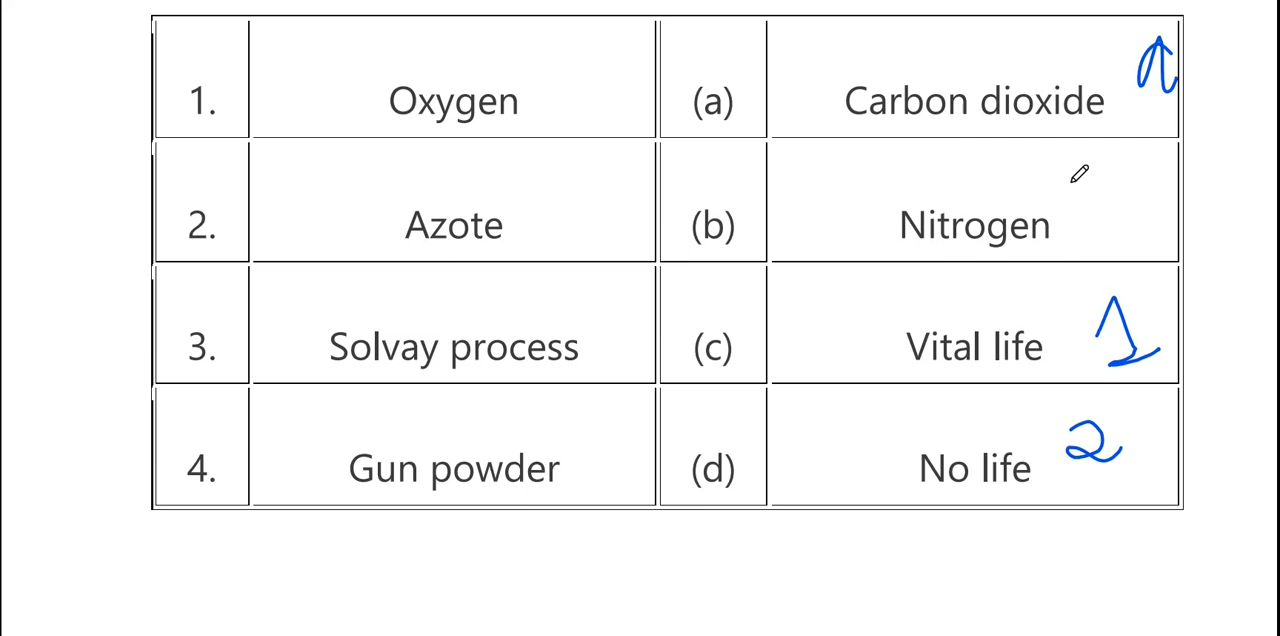 1. Oxygen (a) Carbon dioxide
2. Azote (b) Nitrogen
3. Solvay process (c) Vital life 1
4. Gun powder (d) No life 2